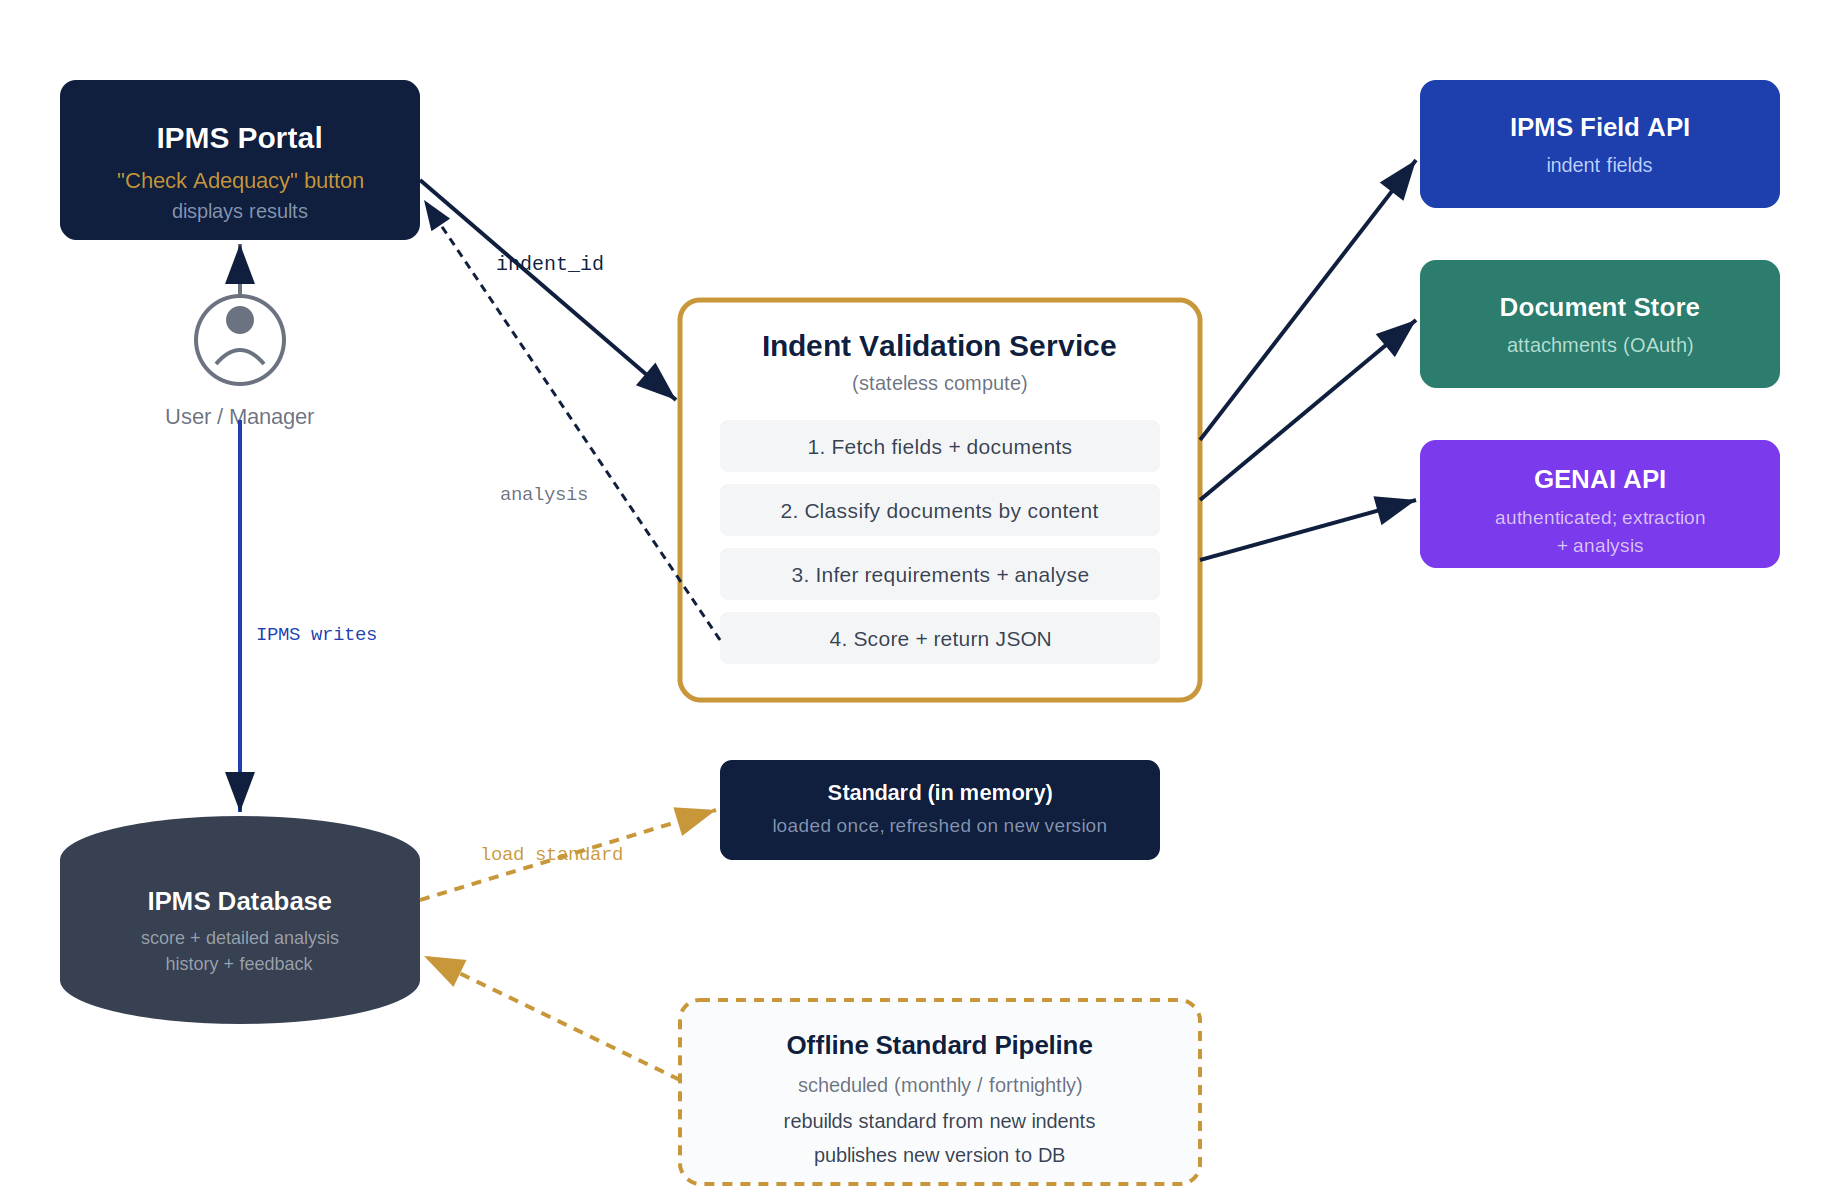 IPMS Portal
"Check Adequacy" button
displays results
indent_id
User / Manager
analysis
IPMS writes
Indent Validation Service
(stateless compute)
1. Fetch fields + documents
2. Classify documents by content
3. Infer requirements + analyse
4. Score + return JSON
IPMS Field API
indent fields
Document Store
attachments (OAuth)
GENAI API
authenticated; extraction
+ analysis
Standard (in memory)
loaded once, refreshed on new version
load standard
IPMS Database
score + detailed analysis
history + feedback
Offline Standard Pipeline
scheduled (monthly / fortnightly)
rebuilds standard from new indents
publishes new version to DB